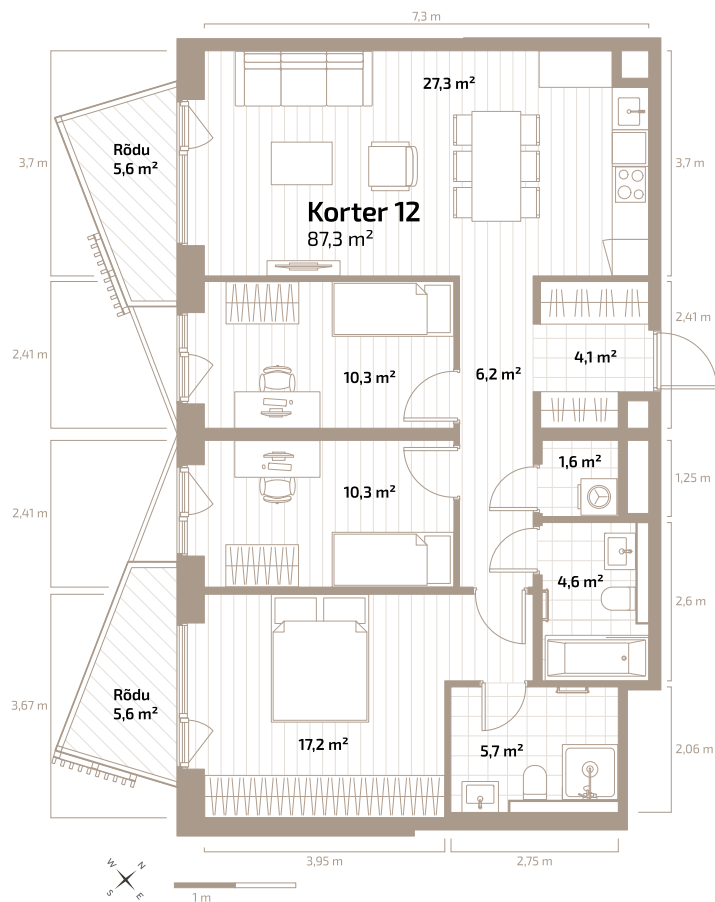 7,3 m
27,3 m²
3,7 m
Rõdu
5,6 m²
3,7 m
Korter 12
87,3 m²
2,41 m
2,41 m
4,1 m²
10,3 m²
6,2 m²
1,6 m²
1,25 m
10,3 m²
2,41 m
4,6 m²
2,6 m
Rõdu
5,6 m²
3,67 m
17,2 m²
5,7 m²
2,06 m
3,95 m
2,75 m
W
N
S
E
1 m